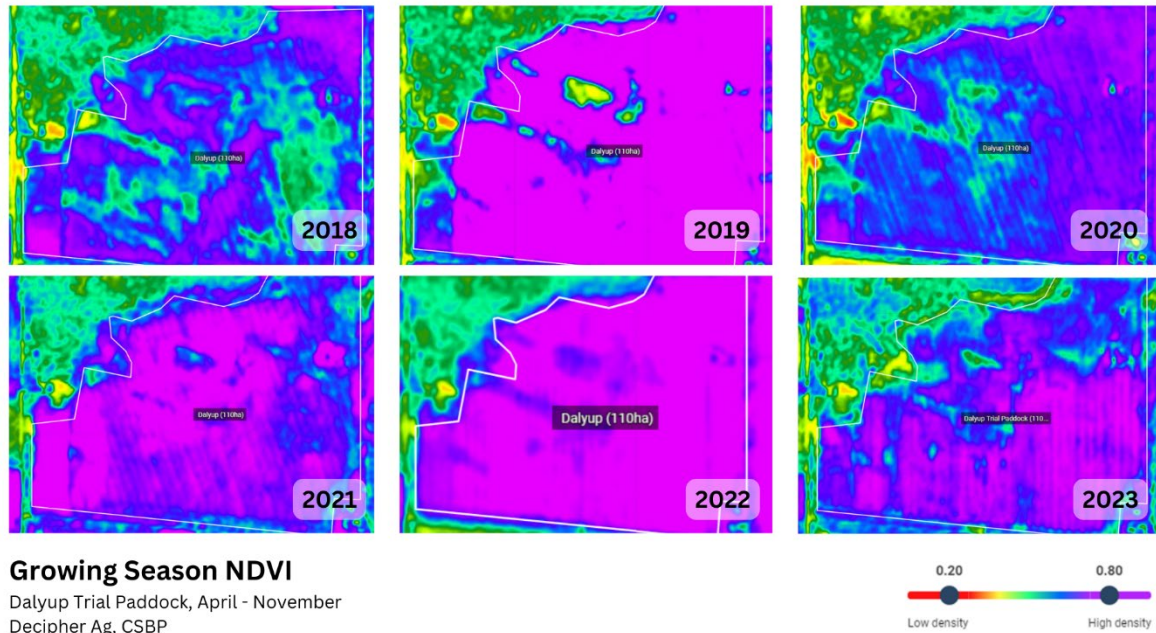 Dalyup (110ha)
2018
Dalyup (110ha)
2019
Dalyup (110ha)
2020
Dalyup (110ha)
2021
Dalyup (110ha)
2022
Dalyup Trial Paddock (110...
2023
Growing Season NDVI
Dalyup Trial Paddock, April - November
Decipher Ag, CSBP
0.20 0.80
Low density High density